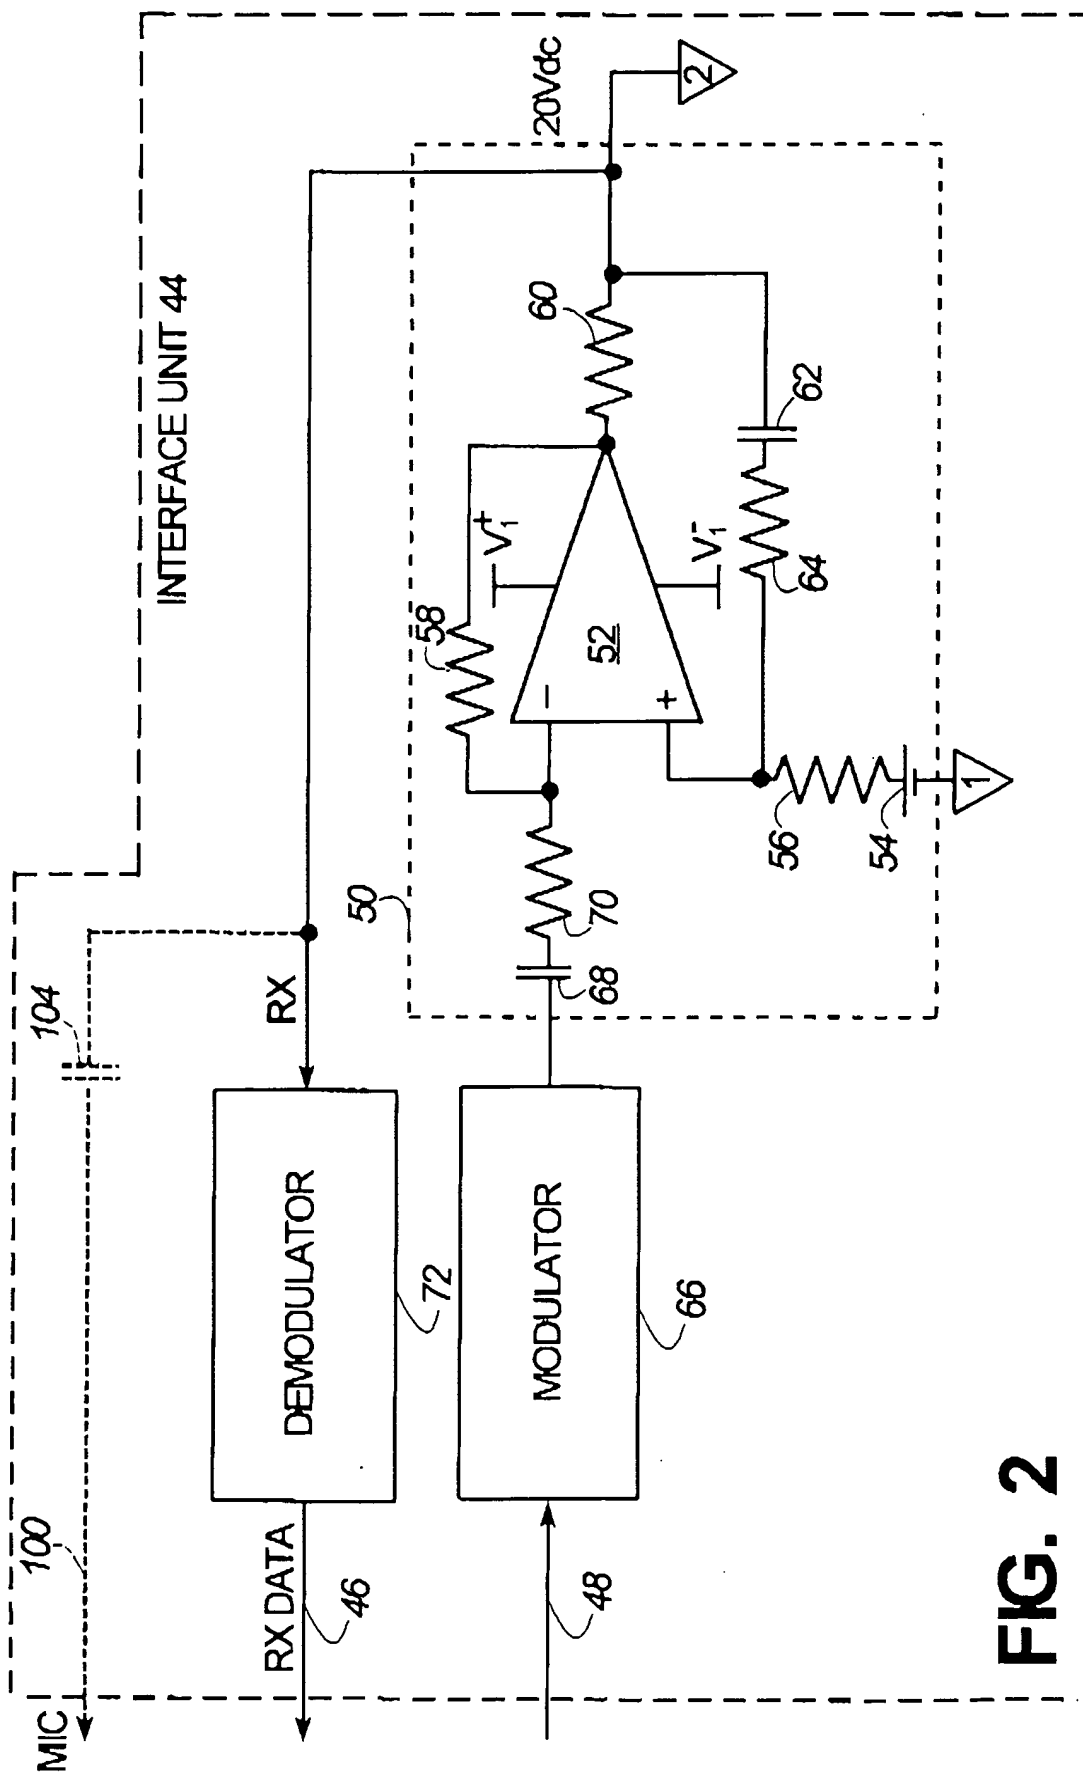 INTERFACE UNIT 44
MIC
100
104
RX DATA
46
DEMODULATOR
72
RX
48
MODULATOR
66
50
68
70
58
V1+
52
−
+
V1-
60
20Vdc
2
62
64
56
54
1
FIG. 2